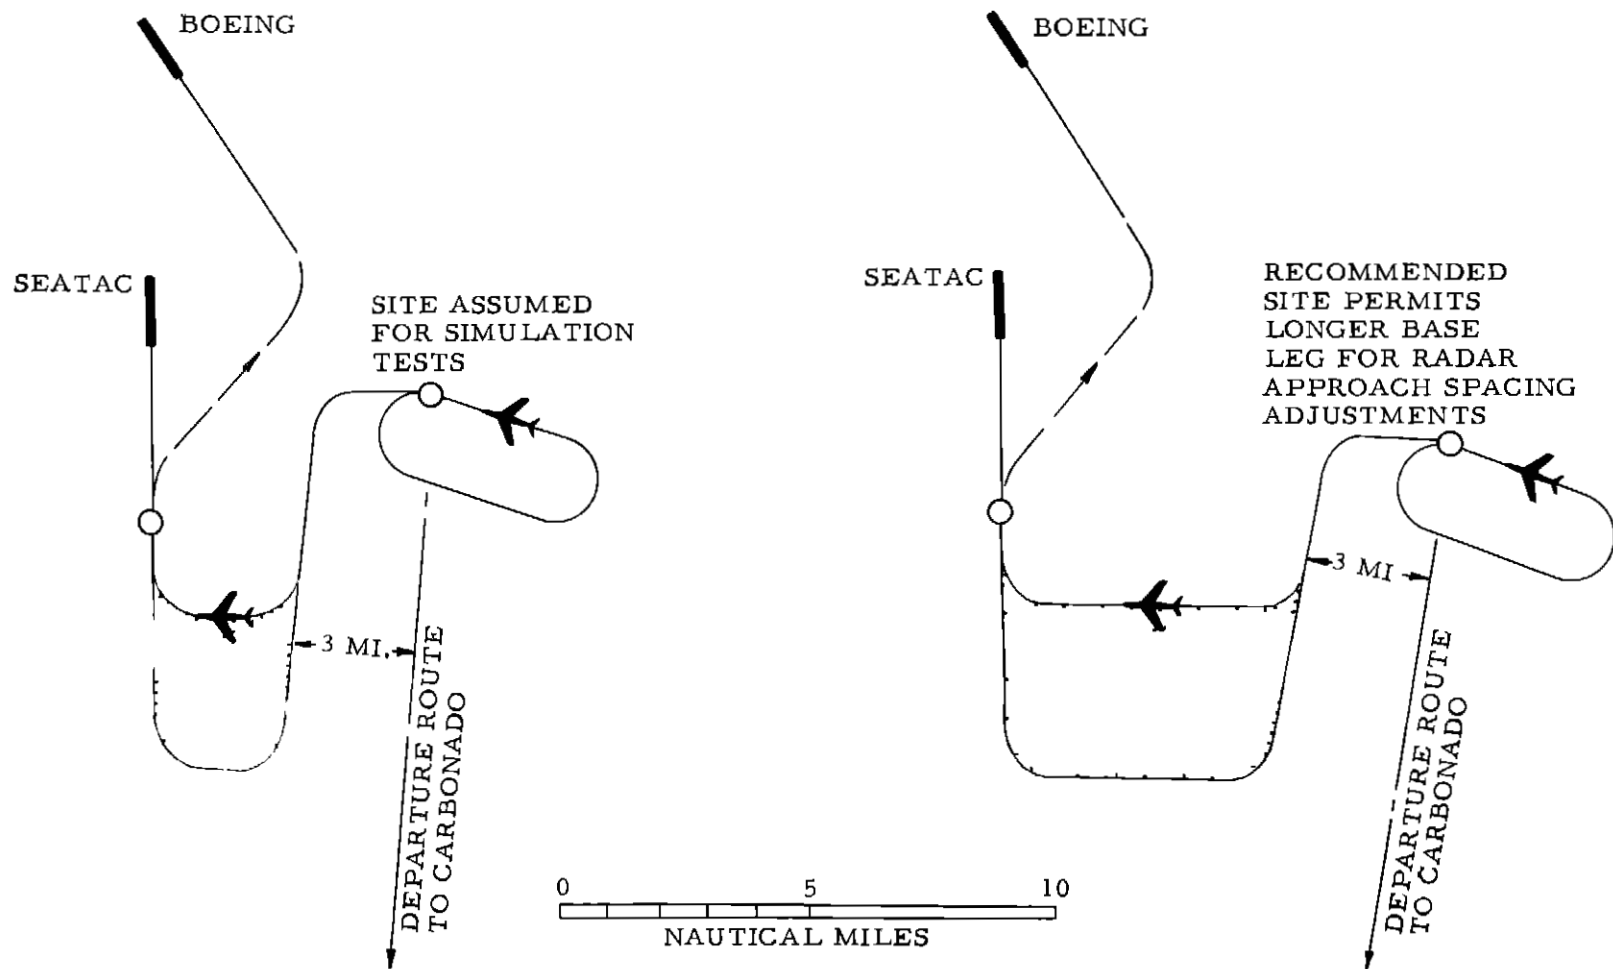 BOEING
SEATAC
SITE ASSUMED
FOR SIMULATION
TESTS
3 MI.
DEPARTURE ROUTE
TO CARBONADO
BOEING
SEATAC
RECOMMENDED
SITE PERMITS
LONGER BASE
LEG FOR RADAR
APPROACH SPACING
ADJUSTMENTS
3 MI
DEPARTURE ROUTE
TO CARBONADO
0 5 10
NAUTICAL MILES